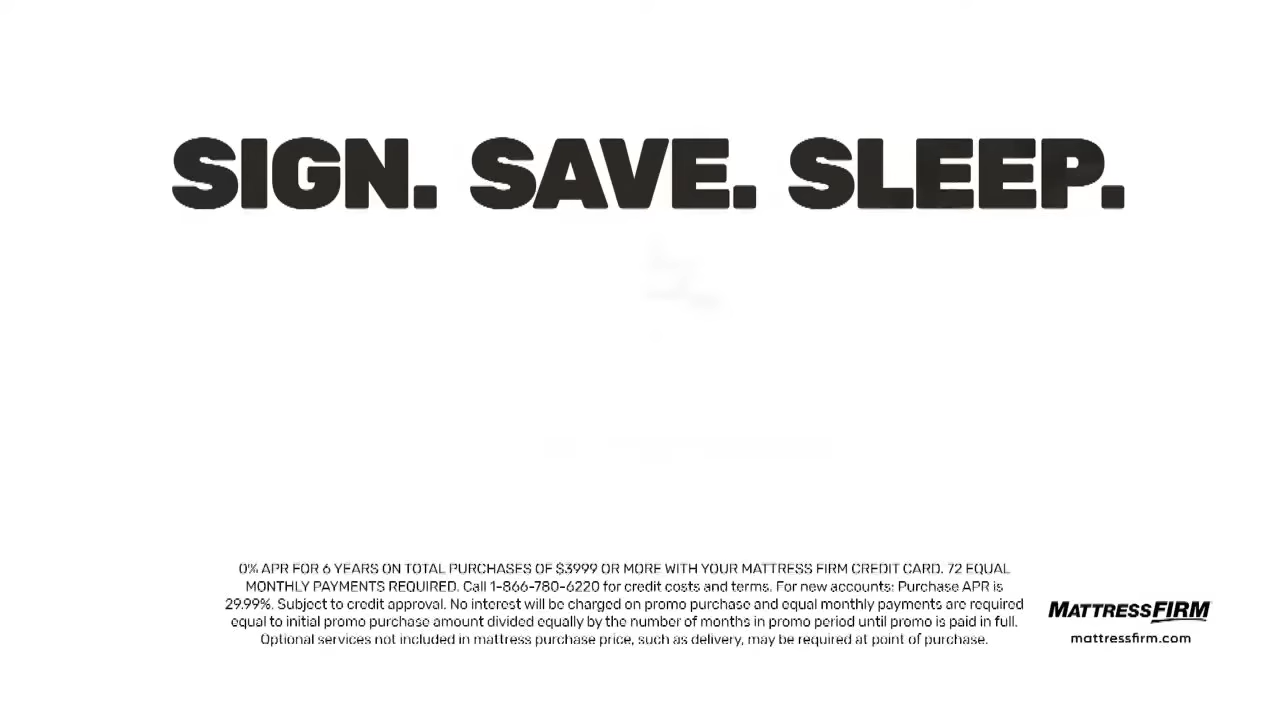 SIGN. SAVE. SLEEP.
0% APR FOR 6 YEARS ON TOTAL PURCHASES OF $3999 OR MORE WITH YOUR MATTRESS FIRM CREDIT CARD. 72 EQUAL
MONTHLY PAYMENTS REQUIRED. Call 1-866-780-6220 for credit costs and terms. For new accounts: Purchase APR is
29.99%. Subject to credit approval. No interest will be charged on promo purchase and equal monthly payments are required
equal to initial promo purchase amount divided equally by the number of months in promo period until promo is paid in full.
Optional services not included in mattress purchase price, such as delivery, may be required at point of purchase.
MATTRESSFIRM
mattressfirm.com